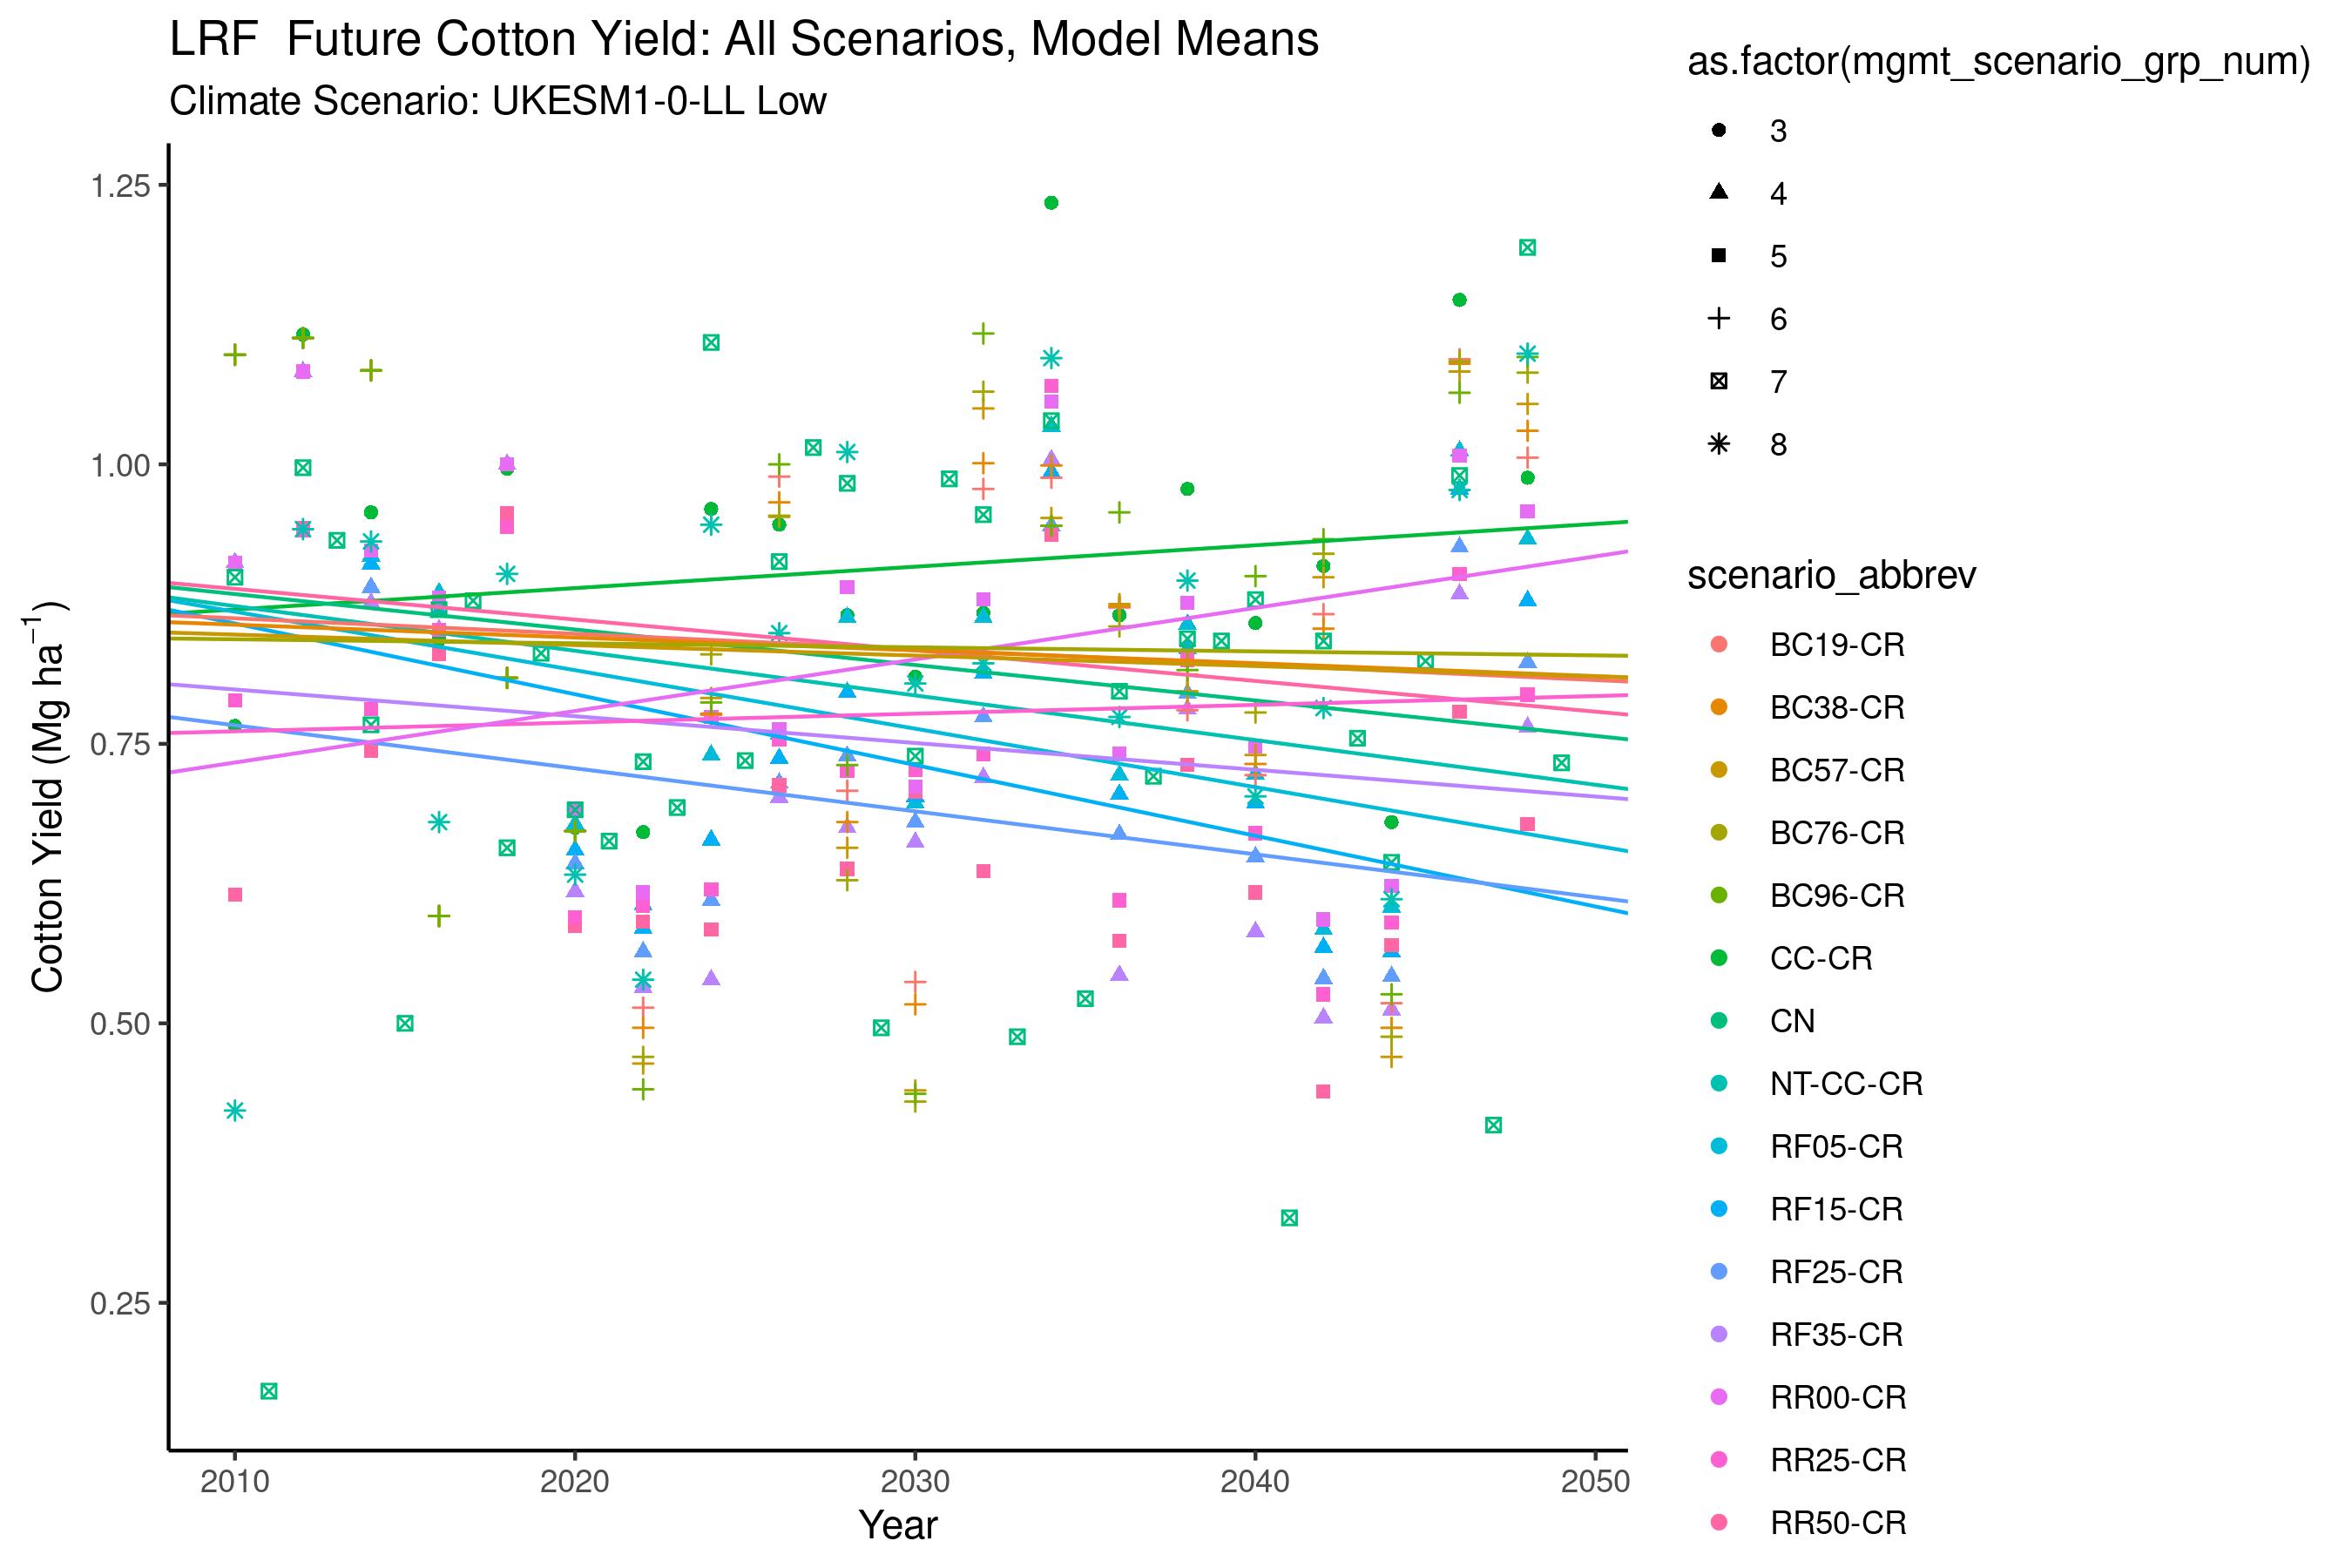 LRF  Future Cotton Yield: All Scenarios, Model Means
Climate Scenario: UKESM1-0-LL Low
Cotton Yield (Mg ha⁻¹)
1.25
1.00
0.75
0.50
0.25
2010
2020
2030
2040
2050
Year
as.factor(mgmt_scenario_grp_num)
3
4
5
6
7
8
scenario_abbrev
BC19-CR
BC38-CR
BC57-CR
BC76-CR
BC96-CR
CC-CR
CN
NT-CC-CR
RF05-CR
RF15-CR
RF25-CR
RF35-CR
RR00-CR
RR25-CR
RR50-CR